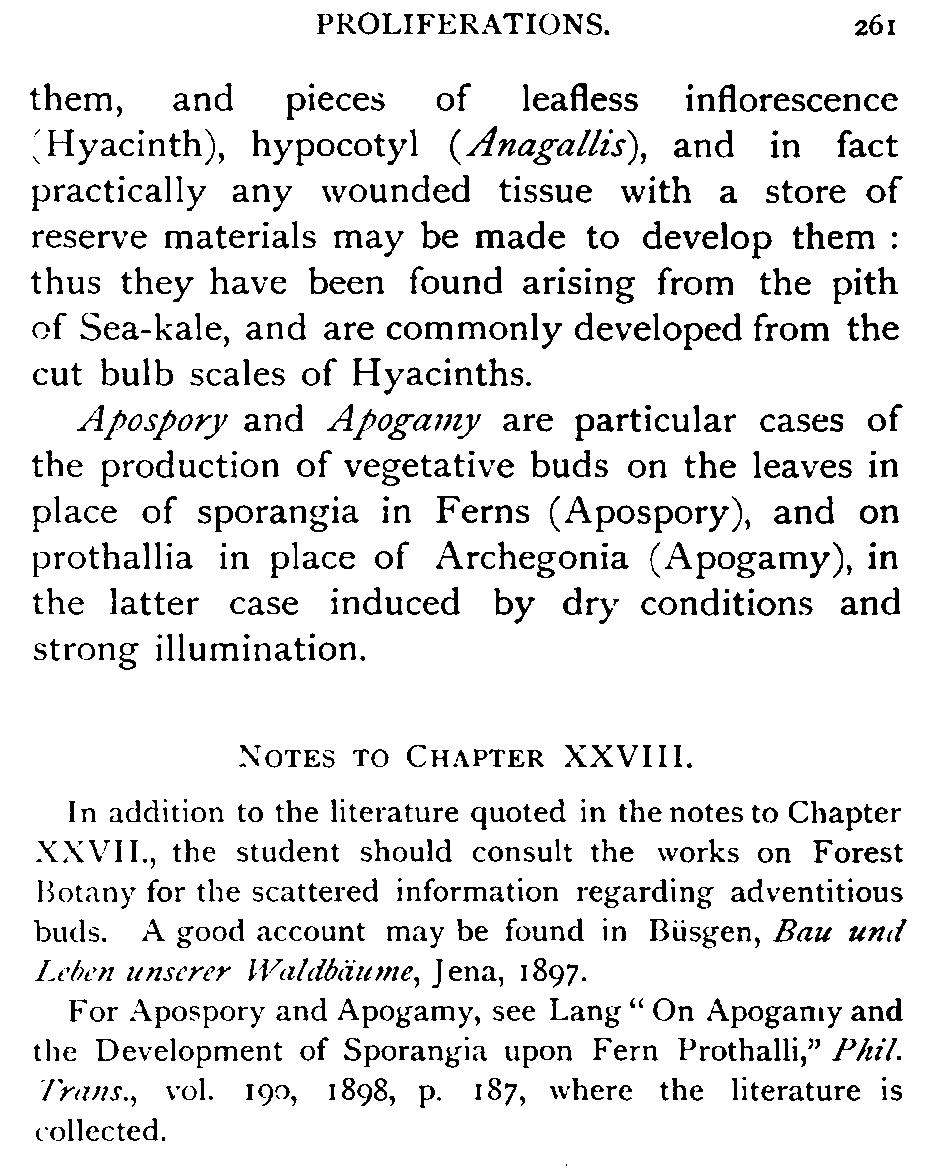 PROLIFERATIONS. 261
them, and pieces of leafless inflorescence
(Hyacinth), hypocotyl (Anagallis), and in fact
practically any wounded tissue with a store of
reserve materials may be made to develop them :
thus they have been found arising from the pith
of Sea-kale, and are commonly developed from the
cut bulb scales of Hyacinths.
Apospory and Apogamy are particular cases of
the production of vegetative buds on the leaves in
place of sporangia in Ferns (Apospory), and on
prothallia in place of Archegonia (Apogamy), in
the latter case induced by dry conditions and
strong illumination.
NOTES TO CHAPTER XXVIII.
In addition to the literature quoted in the notes to Chapter
XXVII., the student should consult the works on Forest
Botany for the scattered information regarding adventitious
buds. A good account may be found in Büsgen, Bau und
Leben unserer Waldbäume, Jena, 1897.
For Apospory and Apogamy, see Lang “ On Apogamy and
the Development of Sporangia upon Fern Prothalli,” Phil.
Trans., vol. 190, 1898, p. 187, where the literature is
collected.